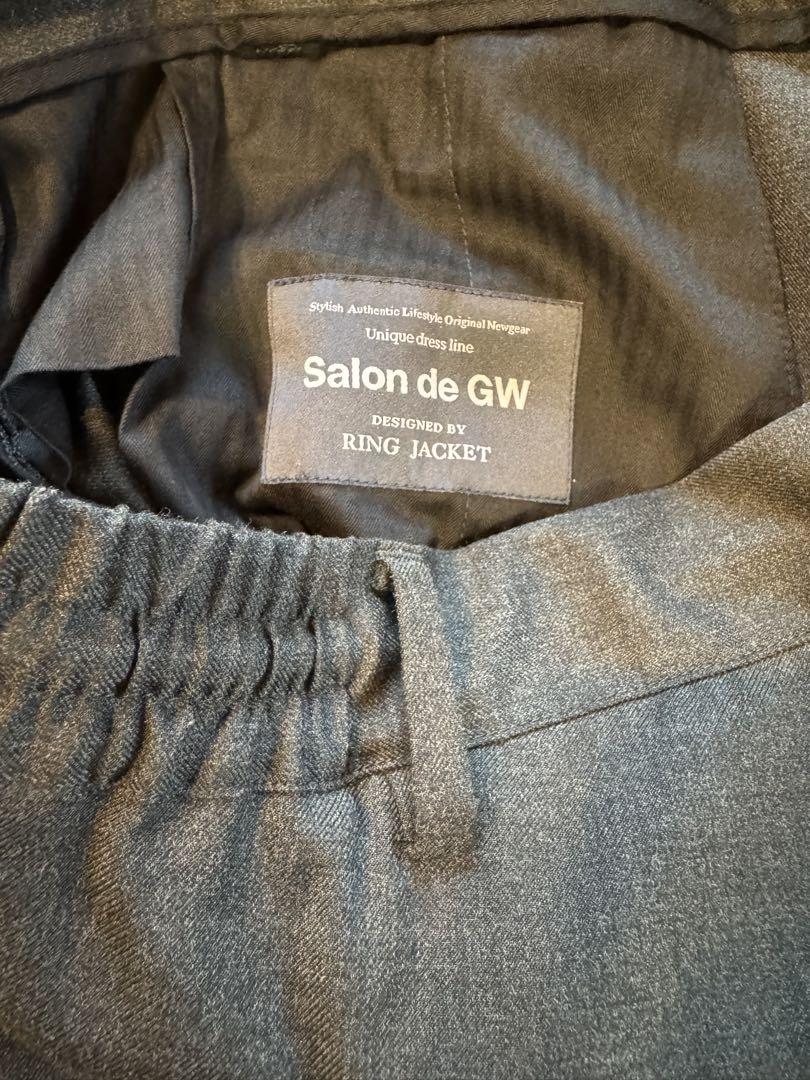 Stylish Authentic Lifestyle Original Newgear
Unique dress line
Salon de GW
DESIGNED BY
RING JACKET